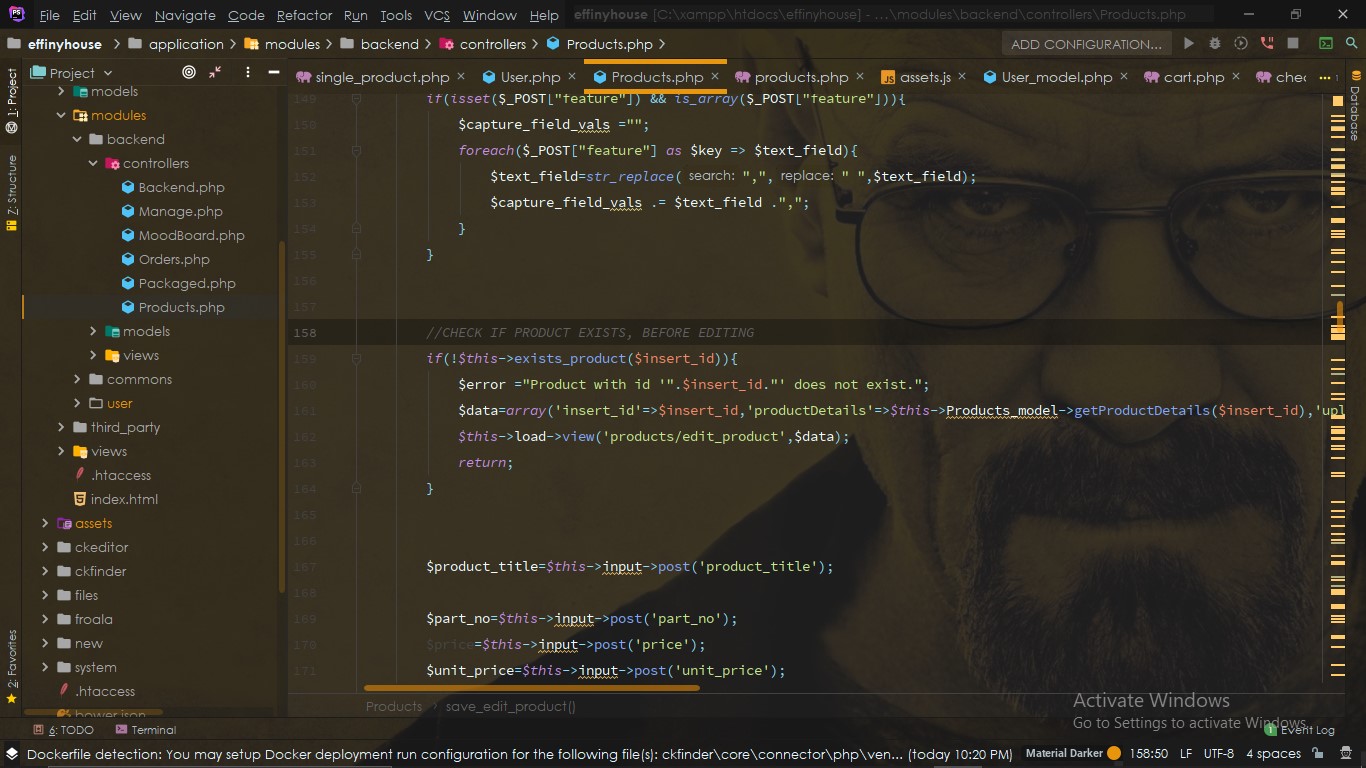 File Edit View Navigate Code Refactor Run Tools VCS Window Help effinyhouse [C:\xampp\htdocs\effinyhouse] - ...\modules\backend\controllers\Products.php
effinyhouse application modules backend controllers Products.php ADD CONFIGURATION...
Project
single_product.php User.php Products.php products.php assets.js User_model.php cart.php chec
1: Project
Z: Structure
2: Favorites
Database
models
modules
backend
controllers
Backend.php
Manage.php
MoodBoard.php
Orders.php
Packaged.php
Products.php
models
views
commons
user
third_party
views
.htaccess
index.html
assets
ckeditor
ckfinder
files
froala
new
system
.htaccess
bower.json
149 if(isset($_POST["feature"]) && is_array($_POST["feature"])){
150 $capture_field_vals ="";
151 foreach($_POST["feature"] as $key => $text_field){
152 $text_field=str_replace( search: ",", replace: " ",$text_field);
153 $capture_field_vals .= $text_field .",";
154 }
155 }
156
157
158 //CHECK IF PRODUCT EXISTS, BEFORE EDITING
159 if(!$this->exists_product($insert_id)){
160 $error ="Product with id '".$insert_id."' does not exist.";
161 $data=array('insert_id'=>$insert_id,'productDetails'=>$this->Products_model->getProductDetails($insert_id),'upl
162 $this->load->view('products/edit_product',$data);
163 return;
164 }
165
166
167 $product_title=$this->input->post('product_title');
168
169 $part_no=$this->input->post('part_no');
170 $price=$this->input->post('price');
171 $unit_price=$this->input->post('unit_price');
Products save_edit_product()
Activate Windows
Go to Settings to activate Windows.
6: TODO Terminal 1 Event Log
Dockerfile detection: You may setup Docker deployment run configuration for the following file(s): ckfinder\core\connector\php\ven... (today 10:20 PM) Material Darker 158:50 LF UTF-8 4 spaces